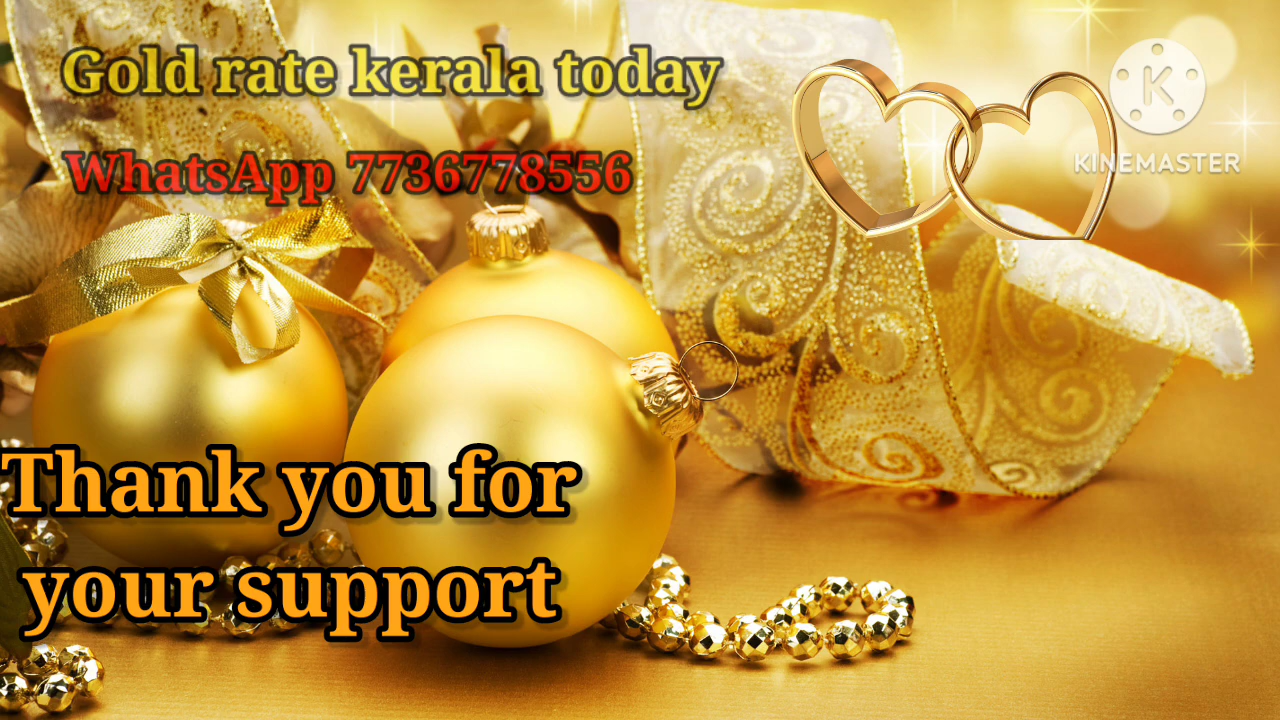 Gold rate kerala today
WhatsApp 7736778556
K
KINEMASTER
Thank you for
your support